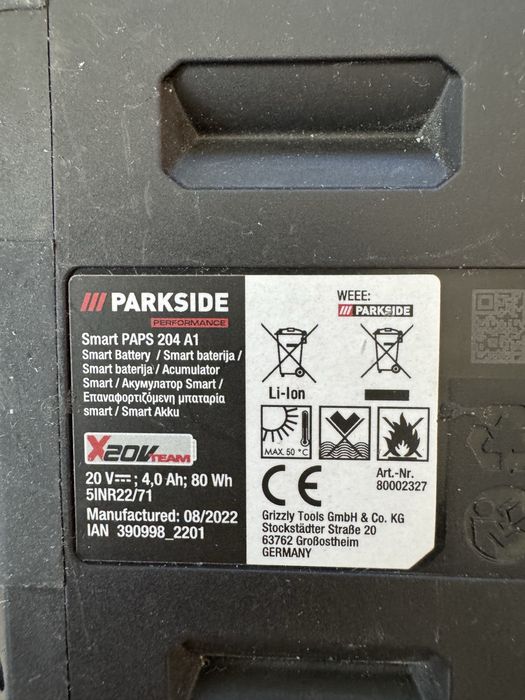 /// PARKSIDE
PERFORMANCE
Smart PAPS 204 A1
Smart Battery / Smart baterija /
Smart baterija / Acumulator
Smart / Акумулатор Smart /
Επαναφορτιζόμενη μπαταρία
smart / Smart Akku
X20V TEAM
20 V⎓; 4,0 Ah; 80 Wh
5INR22/71
Manufactured: 08/2022
IAN 390998_2201
WEEE:
/// PARKSIDE
Li-Ion
MAX. 50 °C
CE
Art.-Nr.
80002327
Grizzly Tools GmbH & Co. KG
Stockstädter Straße 20
63762 Großostheim
GERMANY